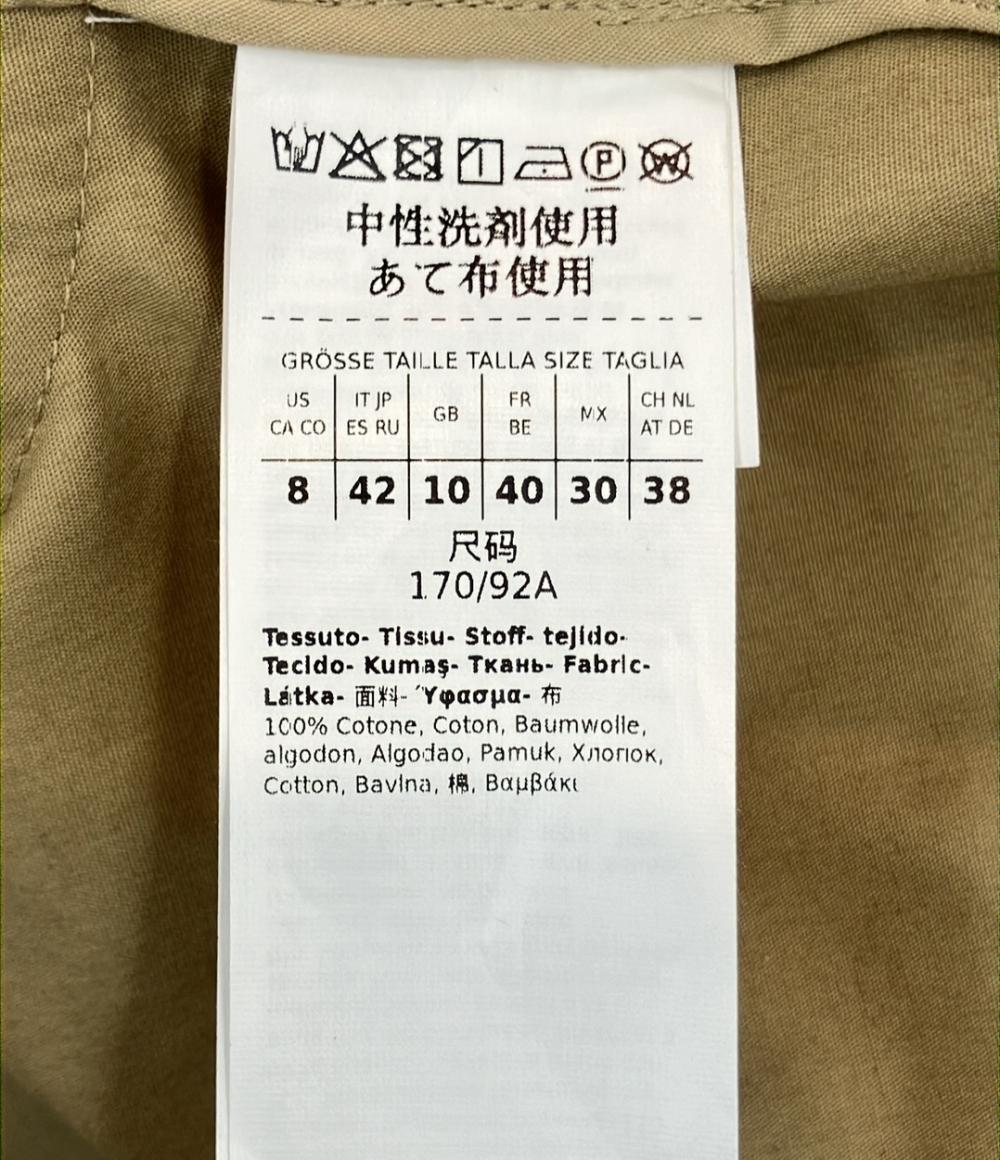 中性洗剤使用
あて布使用
GRÖSSE TAILLE TALLA SIZE TAGLIA
US CA CO | IT JP ES RU | GB | FR BE | MX | CH NL AT DE
8 | 42 | 10 | 40 | 30 | 38
尺码
170/92A
Tessuto- Tissu- Stoff- tejido-
Tecido- Kumaş- Ткань- Fabric-
Látka- 面料- Ύφασμα- 布
100% Cotone, Coton, Baumwolle,
algodon, Algodao, Pamuk, Хлопок,
Cotton, Bavlna, 棉, Βαμβάκι